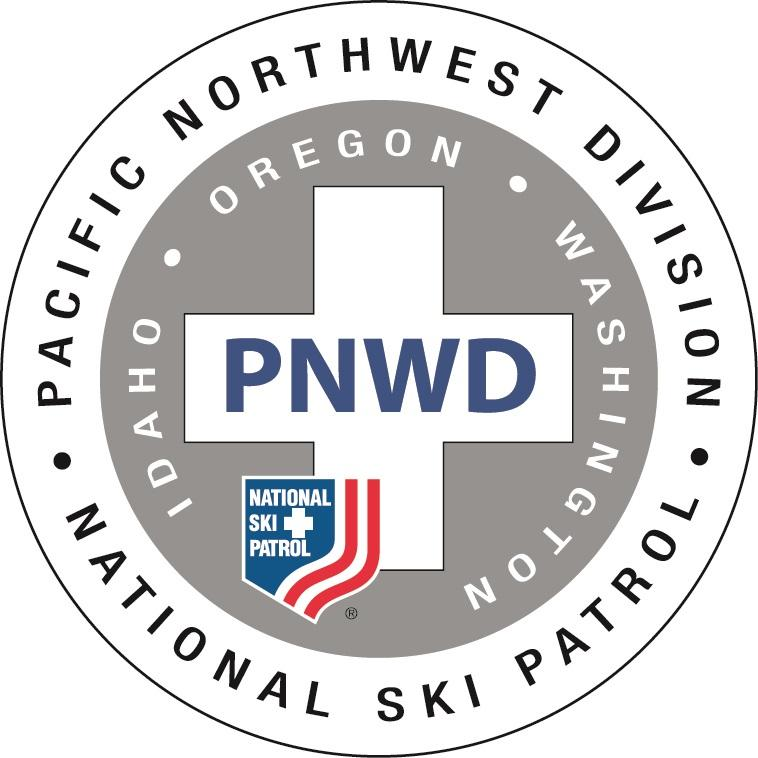 PACIFIC NORTHWEST DIVISION
IDAHO • OREGON • WASHINGTON
PNWD
NATIONAL
SKI
PATROL
®
• NATIONAL SKI PATROL •